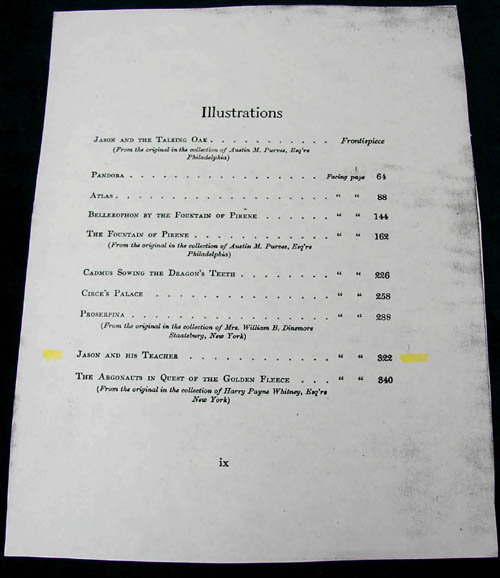 Illustrations
Jason and the Talking Oak . . . . . . . . . . . Frontispiece
(From the original in the collection of Austin M. Purves, Esq're
Philadelphia)
Pandora . . . . . . . . . . . . . . . . . Facing page 64
Atlas . . . . . . . . . . . . . . . . . " " 88
Bellerophon by the Fountain of Pirene . . . . . . " " 144
The Fountain of Pirene . . . . . . . . . . . . " " 162
(From the original in the collection of Austin M. Purves, Esq're
Philadelphia)
Cadmus Sowing the Dragon's Teeth . . . . . . . . " " 226
Circe's Palace . . . . . . . . . . . . . . . " " 258
Proserpina . . . . . . . . . . . . . . . . " " 288
(From the original in the collection of Mrs. William B. Dinsmore
Staatsburg, New York)
Jason and his Teacher . . . . . . . . . . . . " " 322
The Argonauts in Quest of the Golden Fleece . . . " " 340
(From the original in the collection of Harry Payne Whitney, Esq're
New York)
ix